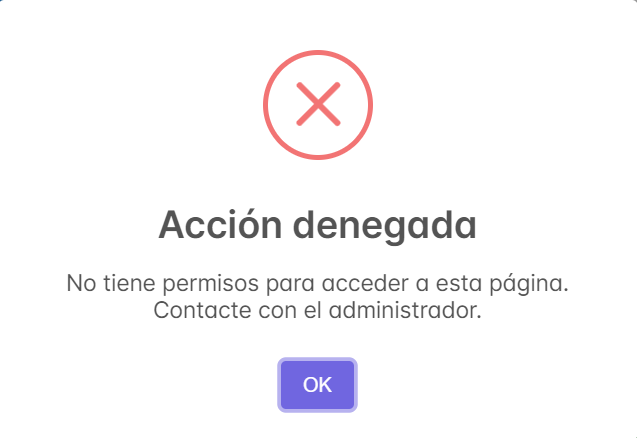 Acción denegada
No tiene permisos para acceder a esta página.
Contacte con el administrador.
OK